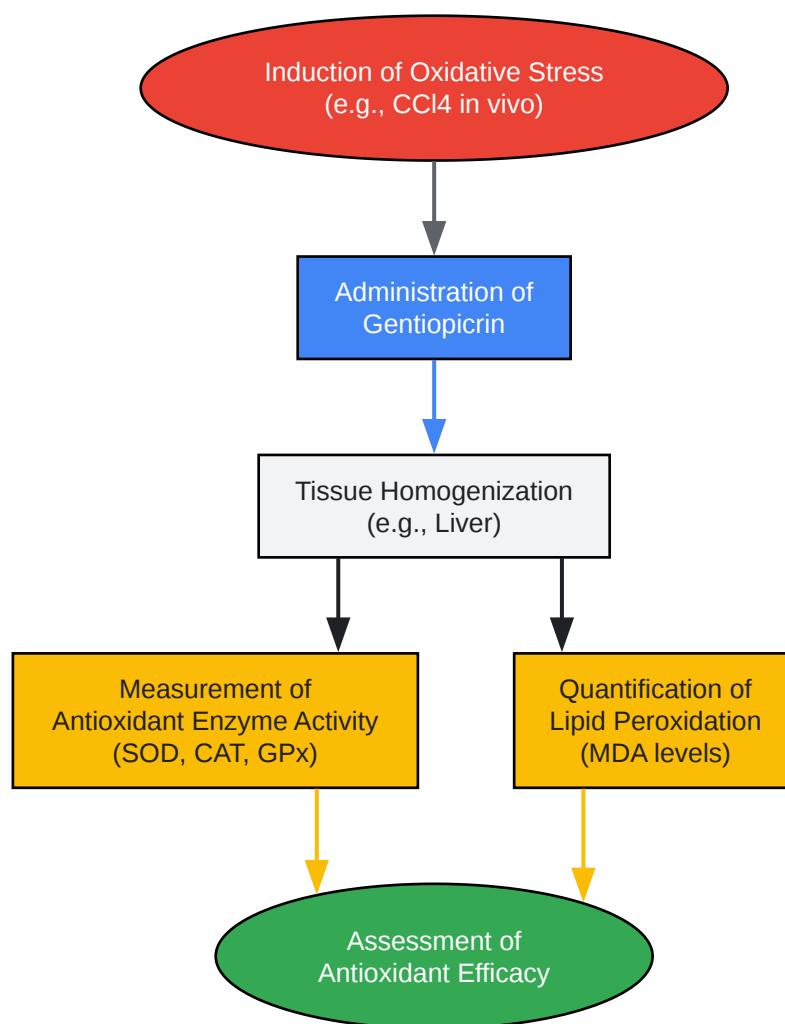 Induction of Oxidative Stress
(e.g., CCl4 in vivo)
Administration of
Gentiopicrin
Tissue Homogenization
(e.g., Liver)
Measurement of
Antioxidant Enzyme Activity
(SOD, CAT, GPx)
Quantification of
Lipid Peroxidation
(MDA levels)
Assessment of
Antioxidant Efficacy